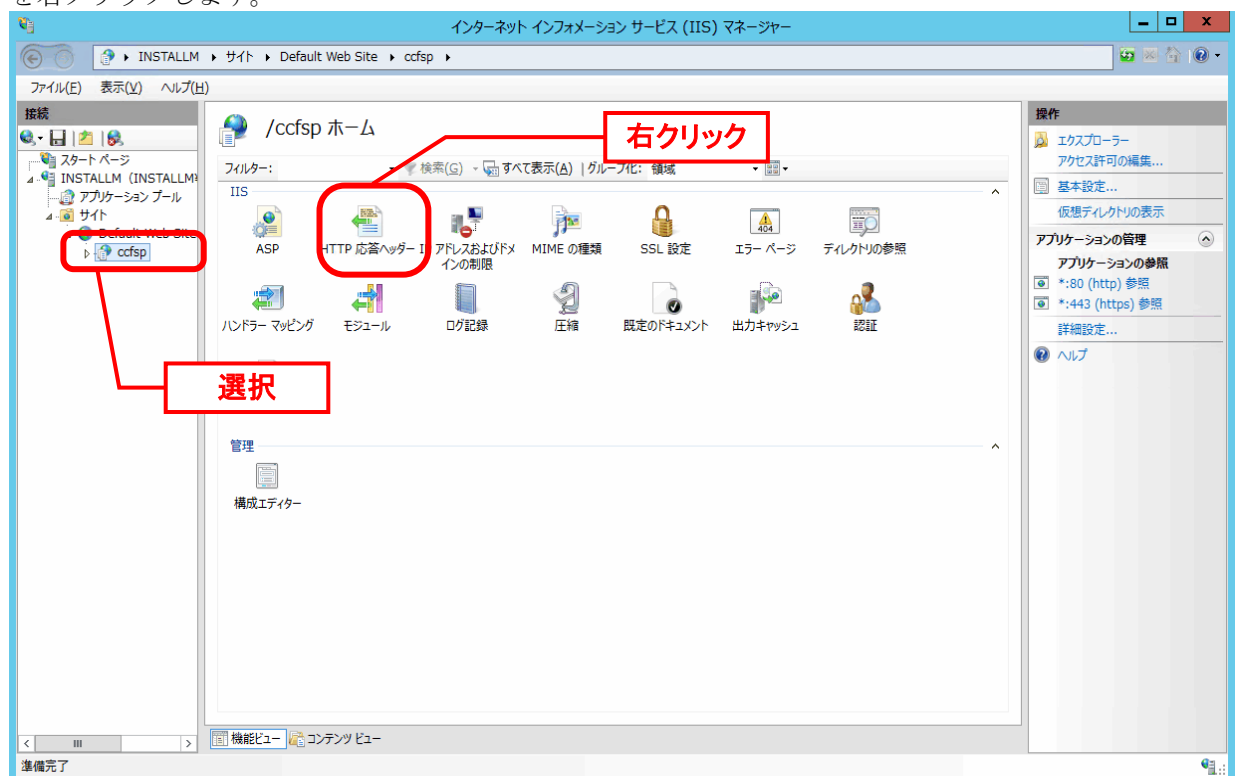 を右クリックします。
インターネット インフォメーション サービス (IIS) マネージャー
INSTALLM ▸ サイト ▸ Default Web Site ▸ ccfsp ▸
ファイル(F) 表示(V) ヘルプ(H)
接続
スタート ページ
INSTALLM (INSTALLM¥
アプリケーション プール
サイト
Default Web Site
ccfsp
選択
/ccfsp ホーム
右クリック
フィルター: 検索(G) すべて表示(A) グループ化: 領域
IIS
ASP
HTTP 応答ヘッダー
IP アドレスおよびドメインの制限
MIME の種類
SSL 設定
エラー ページ
ディレクトリの参照
ハンドラー マッピング
モジュール
ログ記録
圧縮
既定のドキュメント
出力キャッシュ
認証
管理
構成エディター
機能ビュー コンテンツ ビュー
操作
エクスプローラー
アクセス許可の編集...
基本設定...
仮想ディレクトリの表示
アプリケーションの管理
アプリケーションの参照
*:80 (http) 参照
*:443 (https) 参照
詳細設定...
ヘルプ
準備完了